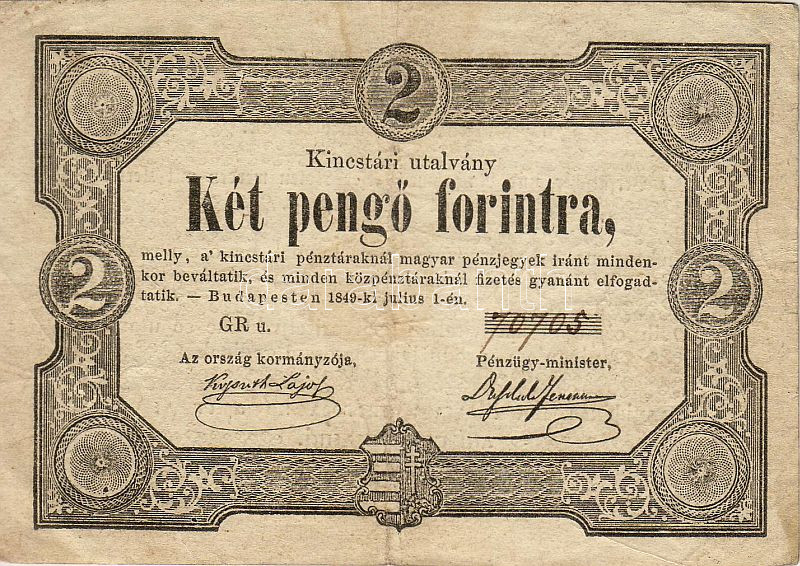 2
Kincstári utalvány
Két pengő forintra,
melly, a' kincstári pénztáraknál magyar pénzjegyek iránt minden-
kor beváltatik, és minden közpénztáraknál fizetés gyanánt elfogad-
tatik. — Budapesten 1849-ki julius 1-én.
2 2
GR u. 70705
Az ország kormányzója, Pénzügy-minister,
Kossuth Lajos